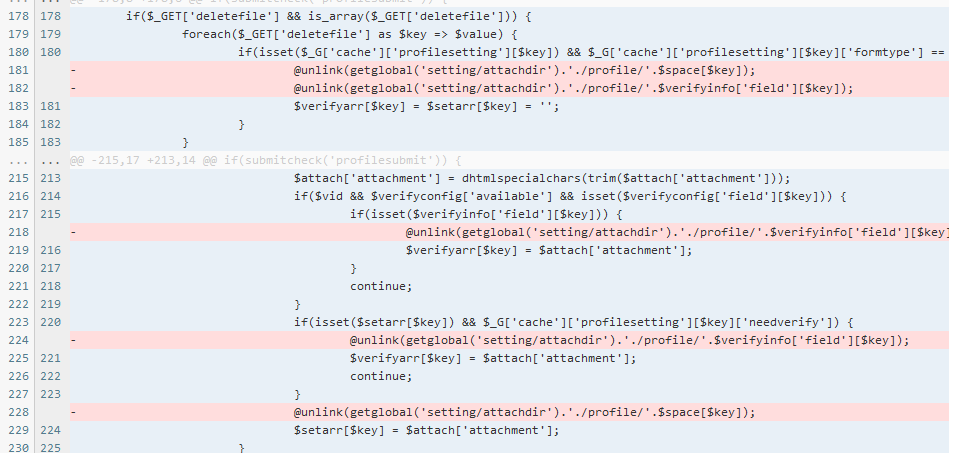 178 178 if($_GET['deletefile'] && is_array($_GET['deletefile'])) {
179 179 foreach($_GET['deletefile'] as $key => $value) {
180 180 if(isset($_G['cache']['profilesetting'][$key]) && $_G['cache']['profilesetting'][$key]['formtype'] ==
181 - @unlink(getglobal('setting/attachdir').'./profile/'.$space[$key]);
182 - @unlink(getglobal('setting/attachdir').'./profile/'.$verifyinfo['field'][$key]);
183 181 $verifyarr[$key] = $setarr[$key] = '';
184 182 }
185 183 }
... ... @@ -215,17 +213,14 @@ if(submitcheck('profilesubmit')) {
215 213 $attach['attachment'] = dhtmlspecialchars(trim($attach['attachment']));
216 214 if($vid && $verifyconfig['available'] && isset($verifyconfig['field'][$key])) {
217 215 if(isset($verifyinfo['field'][$key])) {
218 - @unlink(getglobal('setting/attachdir').'./profile/'.$verifyinfo['field'][$key]
219 216 $verifyarr[$key] = $attach['attachment'];
220 217 }
221 218 continue;
222 219 }
223 220 if(isset($setarr[$key]) && $_G['cache']['profilesetting'][$key]['needverify']) {
224 - @unlink(getglobal('setting/attachdir').'./profile/'.$verifyinfo['field'][$key]);
225 221 $verifyarr[$key] = $attach['attachment'];
226 222 continue;
227 223 }
228 - @unlink(getglobal('setting/attachdir').'./profile/'.$space[$key]);
229 224 $setarr[$key] = $attach['attachment'];
230 225 }